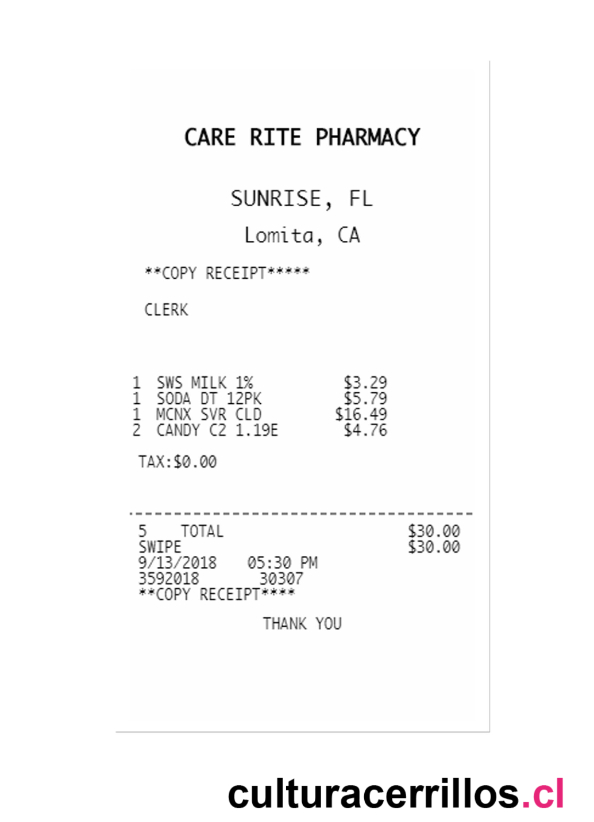 CARE RITE PHARMACY
SUNRISE, FL
Lomita, CA
**COPY RECEIPT*****
CLERK
1 SWS MILK 1% $3.29
1 SODA DT 12PK $5.79
1 MCNX SVR CLD $16.49
2 CANDY C2 1.19E $4.76
TAX:$0.00
5 TOTAL $30.00
SWIPE $30.00
9/13/2018 05:30 PM
3592018 30307
**COPY RECEIPT****
THANK YOU
culturacerrillos.cl